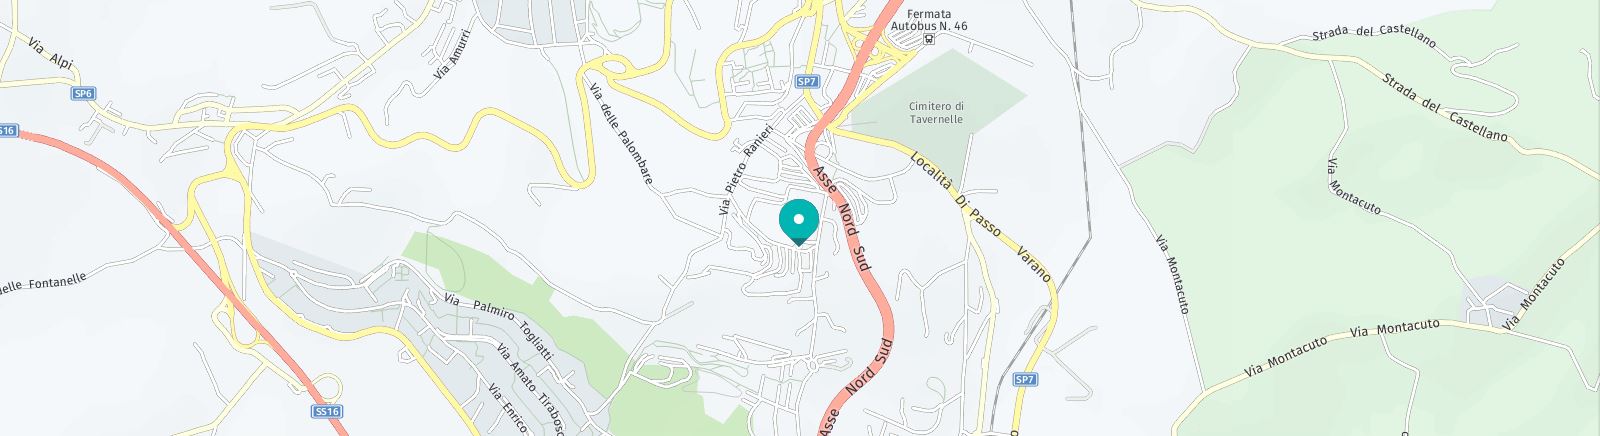 Fermata
Autobus N. 46
Strada del Castellano
Via Alpi
Via Amurri
SP7
SP6
Via delle Palombare
Strada del Castellano
Cimitero di
Tavernelle
SS16
Via Pietro Ranieri
Località Di Passo Varano
Via Montacuto
Asse Nord Sud
Via Montacuto
delle Fontanelle
Via Palmiro Togliatti
Via Montacuto
Via Montacuto
Via Montacuto
Via Amato Tirabosc
Asse Nord Sud
SP7
Via Enrico
SS16
Asse
o